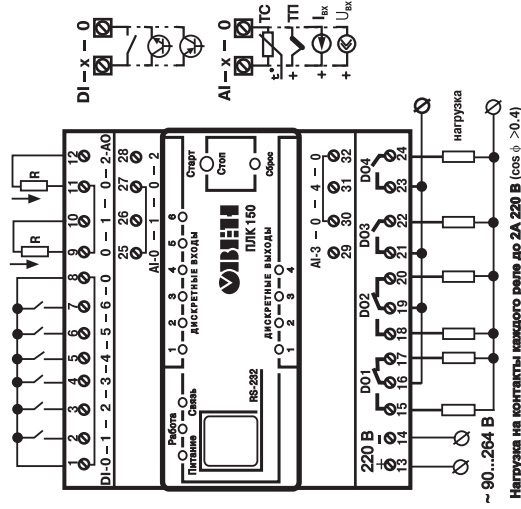 DI – x – 0
AI – x – 0
ТС
ТП
Iвх
Uвх
t°
+ + +
R
R
1 2 3 4 5 6 7 8 9 10 11 12
DI-0 – 1 – 2 – 3 – 4 – 5 – 6 – 0 0 – 1 – 0 2-AO
25 26 27 28
AI-0 – 1 – 0 – 2
Питание
Работа
Связь
1 2 3 4 5 6
ДИСКРЕТНЫЕ ВХОДЫ
Старт
Стоп
Сброс
RS-232
ОВЕН
ПЛК 150
ДИСКРЕТНЫЕ ВЫХОДЫ
1 2 3 4
29 30 31 32
AI-3 – 0 – 4 – 0
220 В
DO1
DO2
DO3
DO4
13 14 15 16 17 18 19 20 21 22 23 24
нагрузка
~ 90...264 В
Нагрузка на контакты каждого реле до 2А 220 В (cos ϕ >0.4)